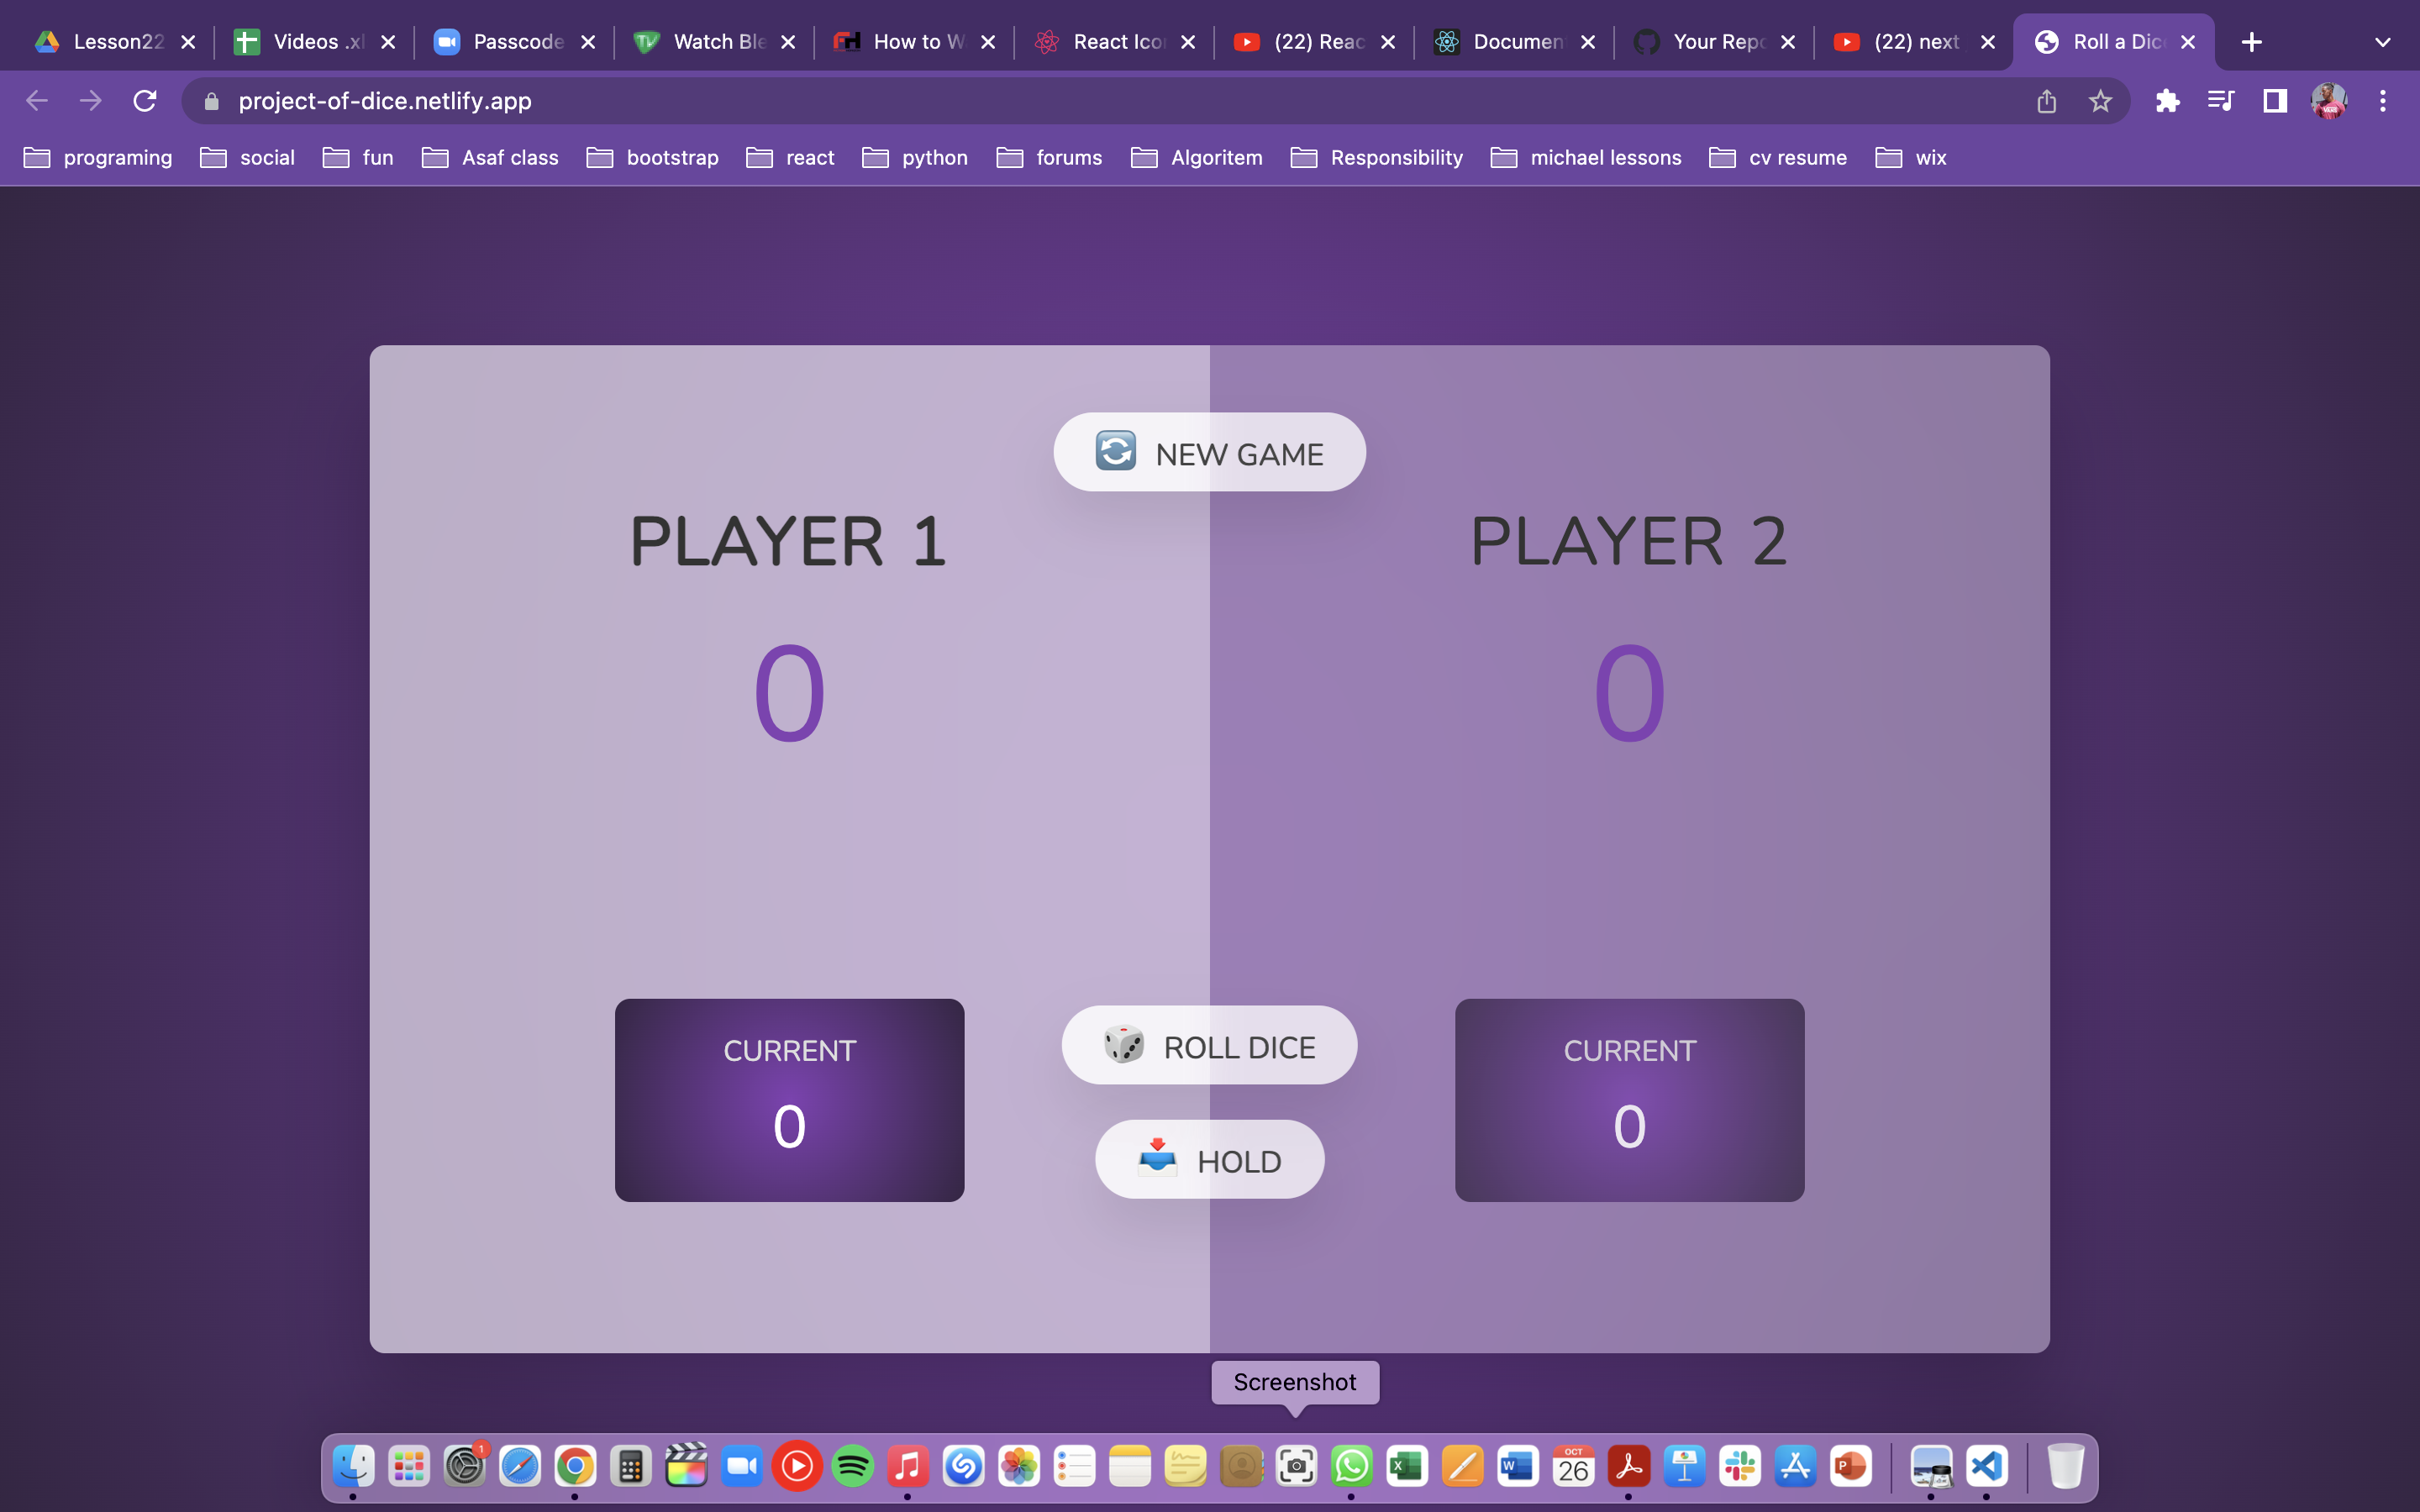 Lesson22
Videos .xl
Passcode
Watch Ble
How to W
React Ico
(22) Reac
Documen
Your Repo
(22) next
Roll a Dic
project-of-dice.netlify.app
programing
social
fun
Asaf class
bootstrap
react
python
forums
Algoritem
Responsibility
michael lessons
cv resume
wix
NEW GAME
PLAYER 1
PLAYER 2
0
0
CURRENT
0
ROLL DICE
HOLD
CURRENT
0
Screenshot
1
OCT
26